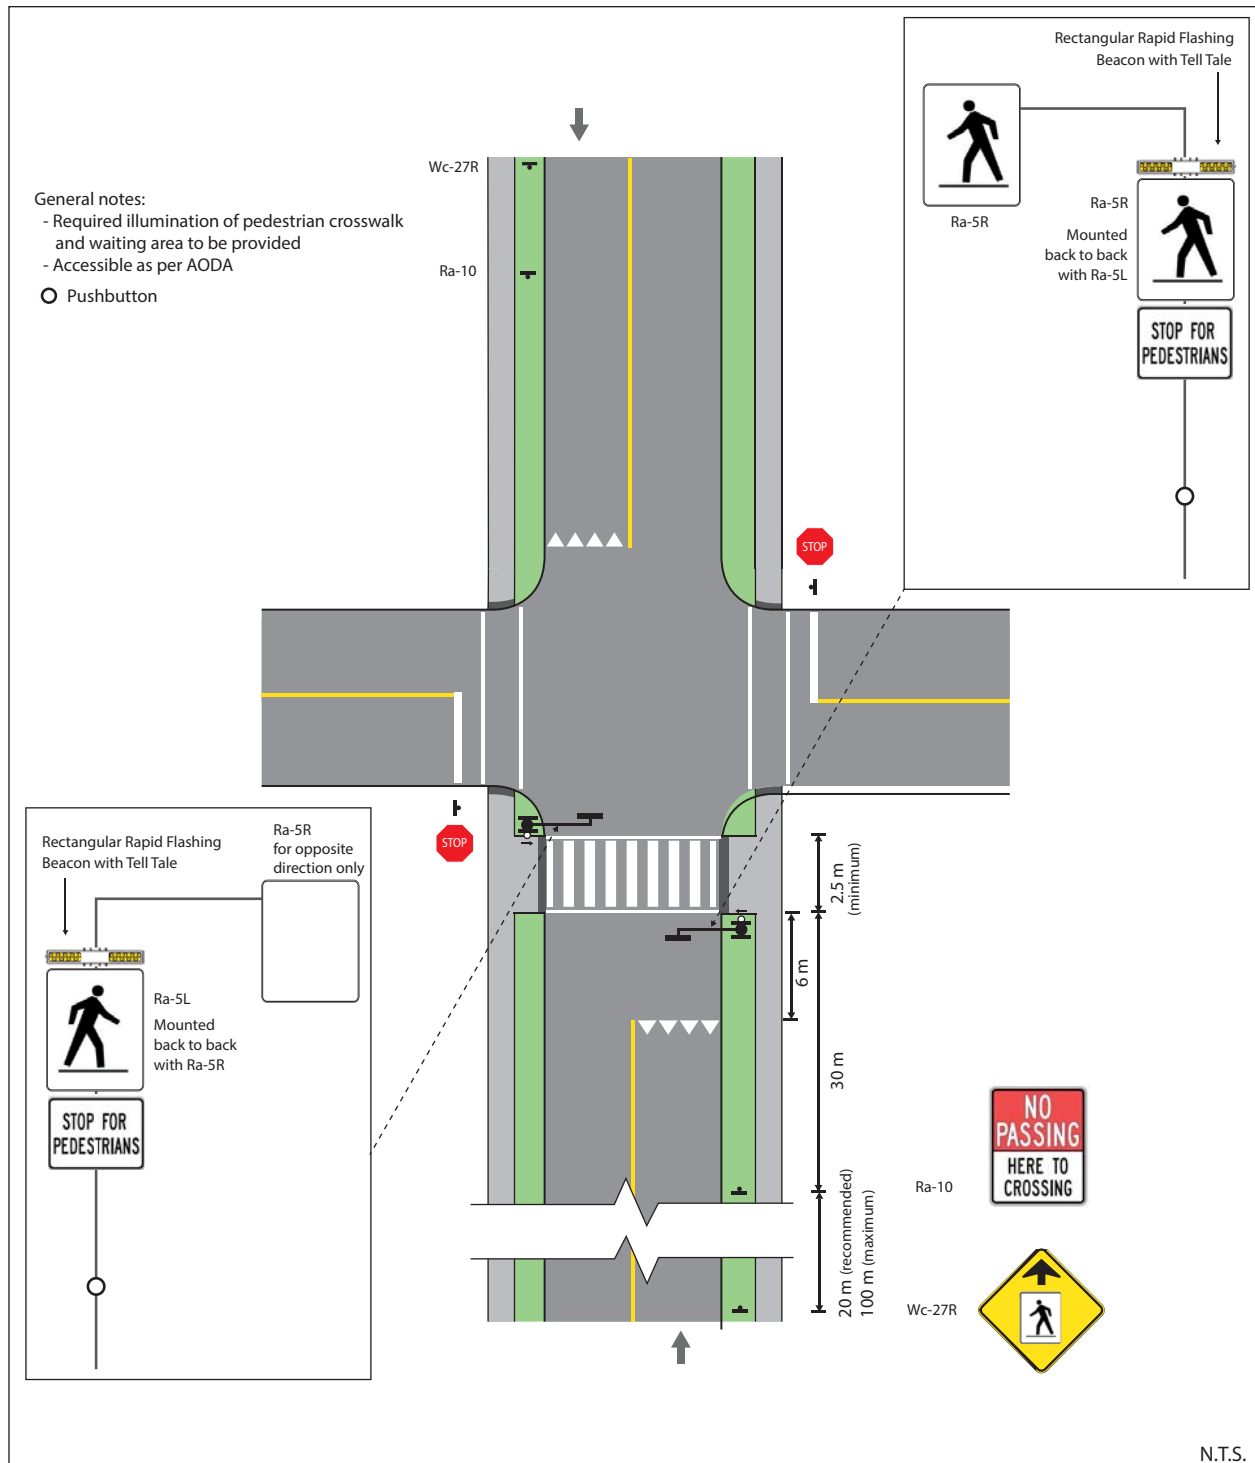 Rectangular Rapid Flashing
Beacon with Tell Tale
Ra-5R
Ra-5R
Mounted
back to back
with Ra-5L
STOP FOR
PEDESTRIANS
Wc-27R
General notes:
- Required illumination of pedestrian crosswalk
and waiting area to be provided
- Accessible as per AODA
Pushbutton
Ra-10
STOP
STOP
Rectangular Rapid Flashing
Beacon with Tell Tale
Ra-5R
for opposite
direction only
Ra-5L
Mounted
back to back
with Ra-5R
STOP FOR
PEDESTRIANS
2.5 m
(minimum)
6 m
30 m
20 m (recommended)
100 m (maximum)
Ra-10
NO
PASSING
HERE TO
CROSSING
Wc-27R
N.T.S.